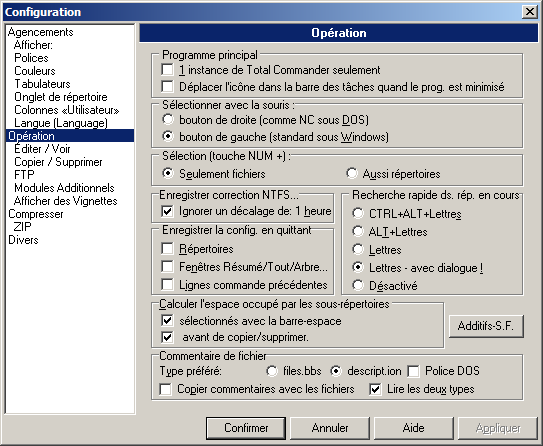 Configuration
Agencements
Afficher:
Polices
Couleurs
Tabulateurs
Onglet de répertoire
Colonnes «Utilisateur»
Langue (Language)
Opération
Éditer / Voir
Copier / Supprimer
FTP
Modules Additionnels
Afficher des Vignettes
Compresser
ZIP
Divers
Opération
Programme principal
1 instance de Total Commander seulement
Déplacer l'icône dans la barre des tâches quand le prog. est minimisé
Sélectionner avec la souris :
bouton de droite (comme NC sous DOS)
bouton de gauche (standard sous Windows)
Sélection (touche NUM +) :
Seulement fichiers
Aussi répertoires
Enregistrer correction NTFS...
Ignorer un décalage de: 1 heure
Enregistrer la config. en quittant
Répertoires
Fenêtres Résumé/Tout/Arbre...
Lignes commande précédentes
Recherche rapide ds. rép. en cours
CTRL+ALT+Lettres
ALT+Lettres
Lettres
Lettres - avec dialogue !
Désactivé
Calculer l'espace occupé par les sous-répertoires
sélectionnés avec la barre-espace
avant de copier/supprimer.
Additifs-S.F.
Commentaire de fichier
Type préféré:
files.bbs
descript.ion
Police DOS
Copier commentaires avec les fichiers
Lire les deux types
Confirmer
Annuler
Aide
Appliquer